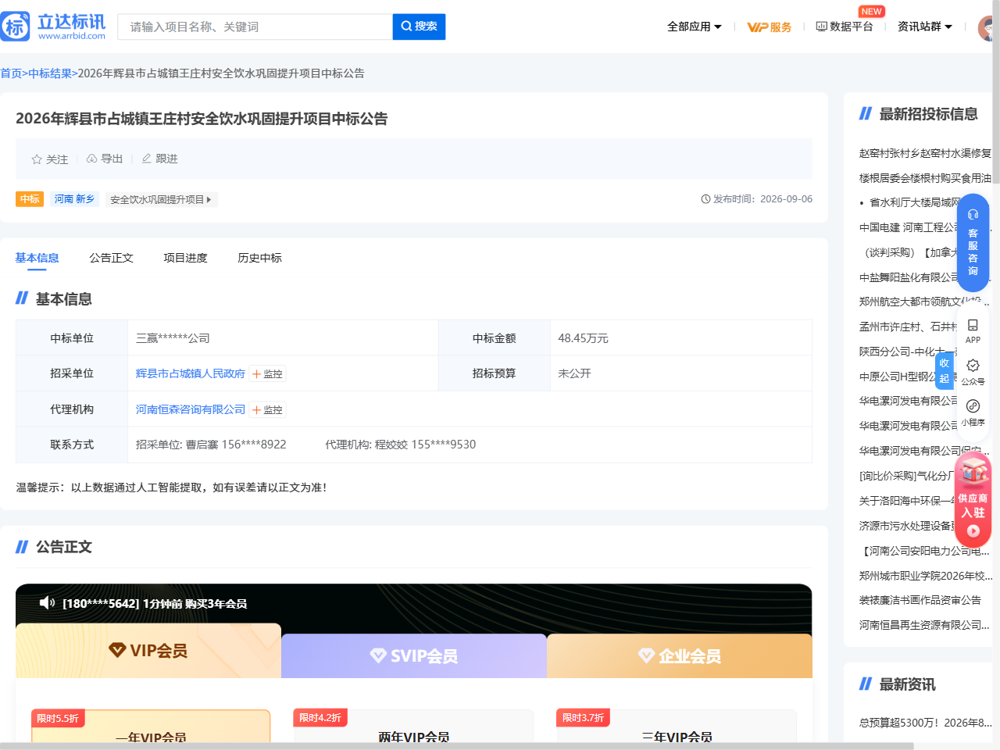 标 立达标讯
www.arrbid.com
请输入项目名称、关键词
搜索
全部应用
VIP服务
数据平台
NEW
资讯站群
首页>中标结果>2026年辉县市占城镇王庄村安全饮水巩固提升项目中标公告
2026年辉县市占城镇王庄村安全饮水巩固提升项目中标公告
关注 导出 跟进
中标 河南 新乡 安全饮水巩固提升项目
发布时间：2026-09-06
基本信息 公告正文 项目进度 历史中标
基本信息
中标单位 三赢******公司 中标金额 48.45万元
招采单位 辉县市占城镇人民政府 监控 招标预算 未公开
代理机构 河南恒森咨询有限公司 监控
联系方式 招采单位: 曹启寨 156****8922 代理机构: 程姣姣 155****9530
温馨提示：以上数据通过人工智能提取，如有误差请以正文为准！
公告正文
[180****5642] 1分钟前 购买3年会员
VIP会员 SVIP会员 企业会员
限时5.5折 限时4.2折 限时3.7折
一年VIP会员 两年VIP会员 三年VIP会员
最新招投标信息
赵窑村张村乡赵窑村水渠修复
楼根居委会楼根村购买食用油
• 省水利厅大楼局域网
中国电建 河南工程公司
（谈判采购）【加拿大
中盐舞阳盐化有限公司
郑州航空大都市领航文化投...
孟州市许庄村、石井村
陕西分公司-中化十一
中原公司H型钢公
华电漯河发电有限公司
华电漯河发电有限公司
华电漯河发电有限公司保安...
[询比价采购]气化分厂
关于洛阳海中环保一年
济源市污水处理设备
【河南公司安阳电力公司电...
郑州城市职业学院2026年校...
装裱廉洁书画作品资审公告
河南恒昌再生资源有限公司...
最新资讯
总预算超5300万！2026年8...
客服咨询
收起
APP
公众号
小程序
供应商
入驻